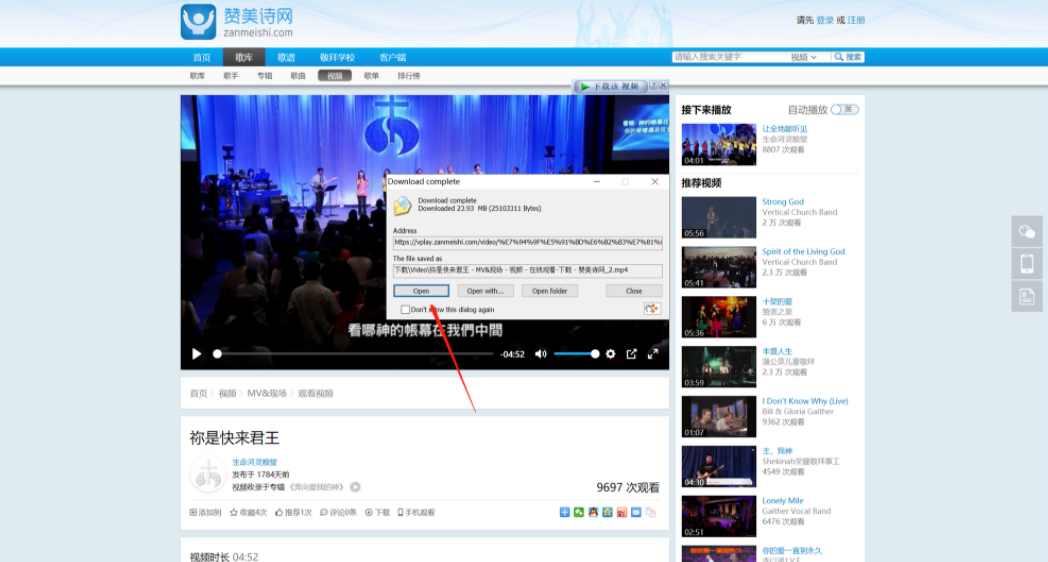 赞美诗网
zanmeishi.com
请先 登录 或 注册
首页 歌库 歌谱 敬拜学校 客户端
请输入搜索关键字 视频 搜索
歌库 歌手 专辑 歌曲 视频 歌单 排行榜
下载该 视频 ? X
Download complete
Download complete
Downloaded 23.93 MB (25103311 Bytes)
Address
https://vplay.zanmeishi.com/video/%E7%94%9F%E5%91%BD%E6%B2%B3%E7%81%
The file saved as
下载\Video\祢是快来君王 - MV&现场 - 视频 - 在线观看-下载 - 赞美诗网_2.mp4
Open Open with... Open folder Close
Don't show this dialog again
看哪神的帳幕在我們中間
-04:52
首页 > 视频 > MV&现场 > 观看视频
祢是快来君王
生命河灵粮堂
发布于 1784天前
视频收录于专辑 《奔向爱我的神》
9697 次观看
添加到 收藏4次 推荐1次 评论0条 下载 手机观看
视频时长 04:52
接下来播放 自动播放 关
04:01
让全地都听见
生命河灵粮堂
8807 次观看
推荐视频
05:56
Strong God
Vertical Church Band
2 万 次观看
05:41
Spirit of the Living God
Vertical Church Band
2.3 万 次观看
05:36
十架的爱
赞美之泉
6 万 次观看
03:59
丰盛人生
蒲公英儿童敬拜
2.3 万 次观看
01:07
I Don't Know Why (Live)
Bill & Gloria Gaither
9362 次观看
04:30
主，我神
Shekinah荣耀敬拜事工
4549 次观看
02:51
Lonely Mile
Gaither Vocal Band
6476 次观看
你的爱一直到永久